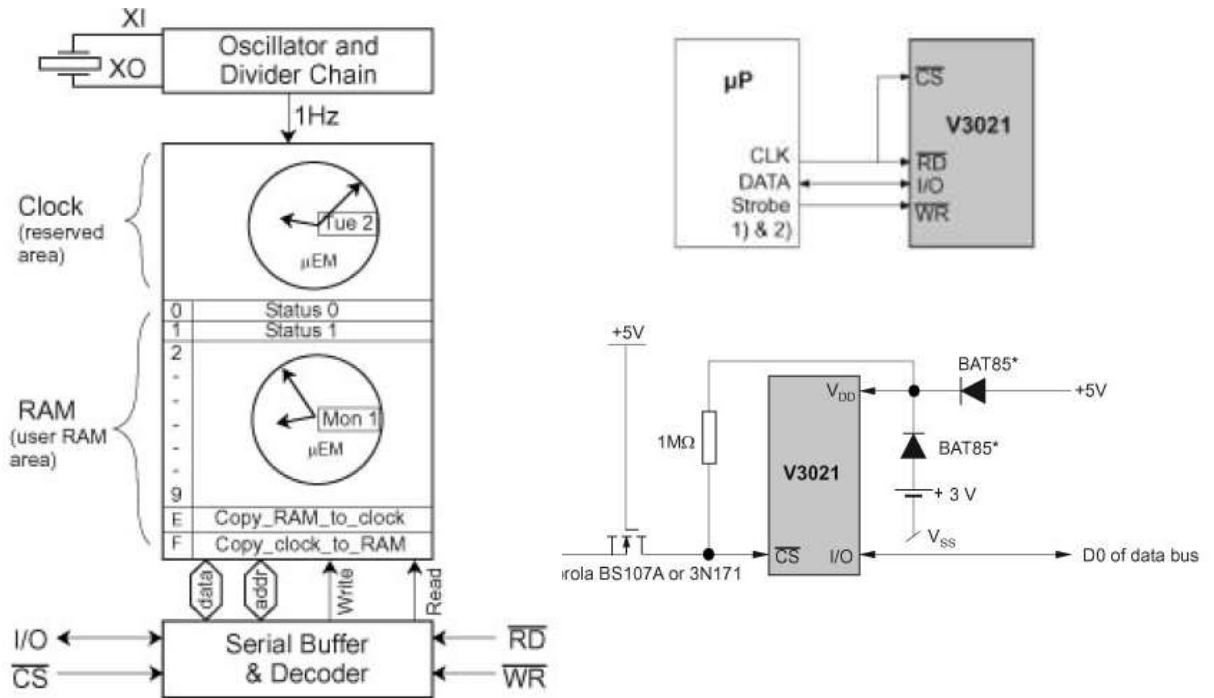 XI
XO
Oscillator and
Divider Chain
1Hz
Clock
(reserved
area)
Tue 2
µEM
0
Status 0
1
Status 1
2
-
-
-
-
-
-
9
RAM
(user RAM
area)
Mon 1
µEM
E
Copy_RAM_to_clock
F
Copy_clock_to_RAM
data
addr
Write
Read
I/O
CS
Serial Buffer
& Decoder
RD
WR
µP
CLK
DATA
Strobe
1) & 2)
CS
V3021
RD
I/O
WR
+5V
1MΩ
VDD
V3021
CS
I/O
BAT85*
+5V
BAT85*
+ 3 V
VSS
D0 of data bus
rola BS107A or 3N171